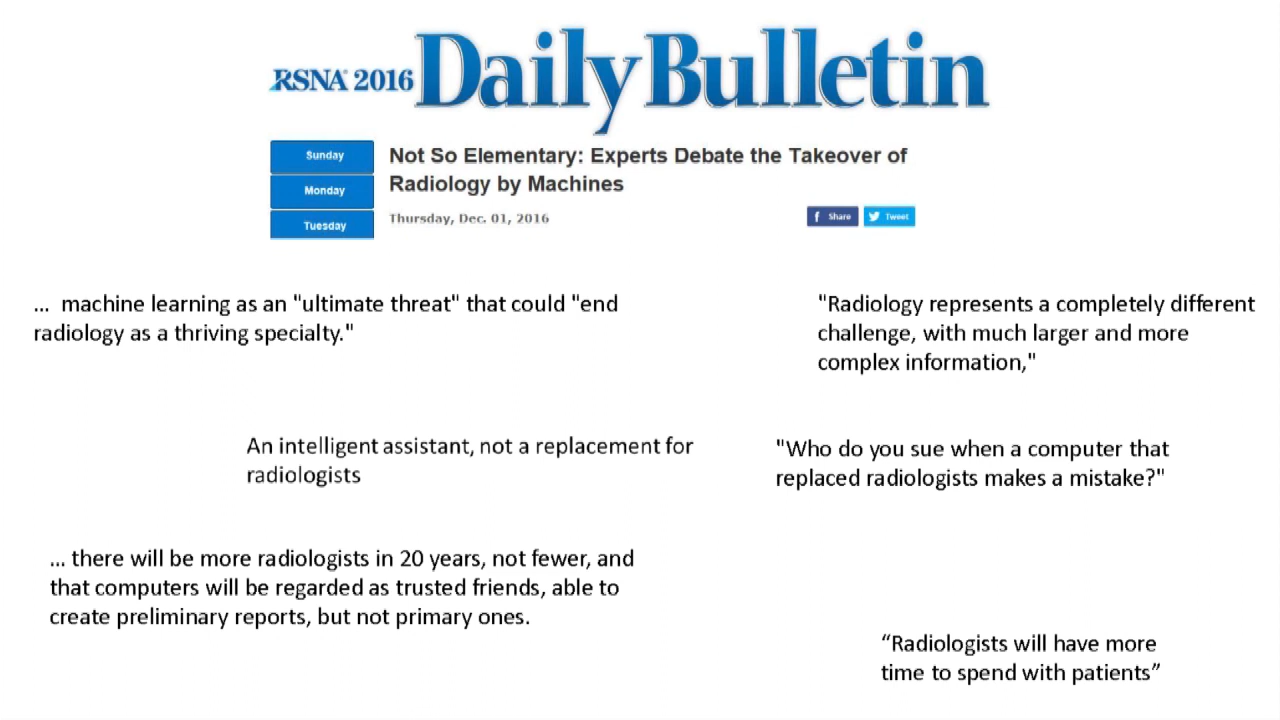 RSNA 2016 Daily Bulletin
Sunday
Monday
Tuesday
Not So Elementary: Experts Debate the Takeover of
Radiology by Machines
Thursday, Dec. 01, 2016
f Share
Tweet
... machine learning as an "ultimate threat" that could "end
radiology as a thriving specialty."
"Radiology represents a completely different
challenge, with much larger and more
complex information,"
An intelligent assistant, not a replacement for
radiologists
"Who do you sue when a computer that
replaced radiologists makes a mistake?"
... there will be more radiologists in 20 years, not fewer, and
that computers will be regarded as trusted friends, able to
create preliminary reports, but not primary ones.
“Radiologists will have more
time to spend with patients”